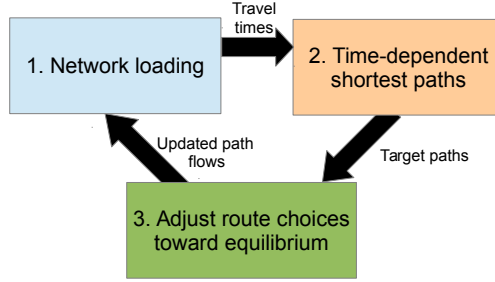 Travel
times
1. Network loading
2. Time-dependent
shortest paths
Updated path
flows
Target paths
3. Adjust route choices
toward equilibrium